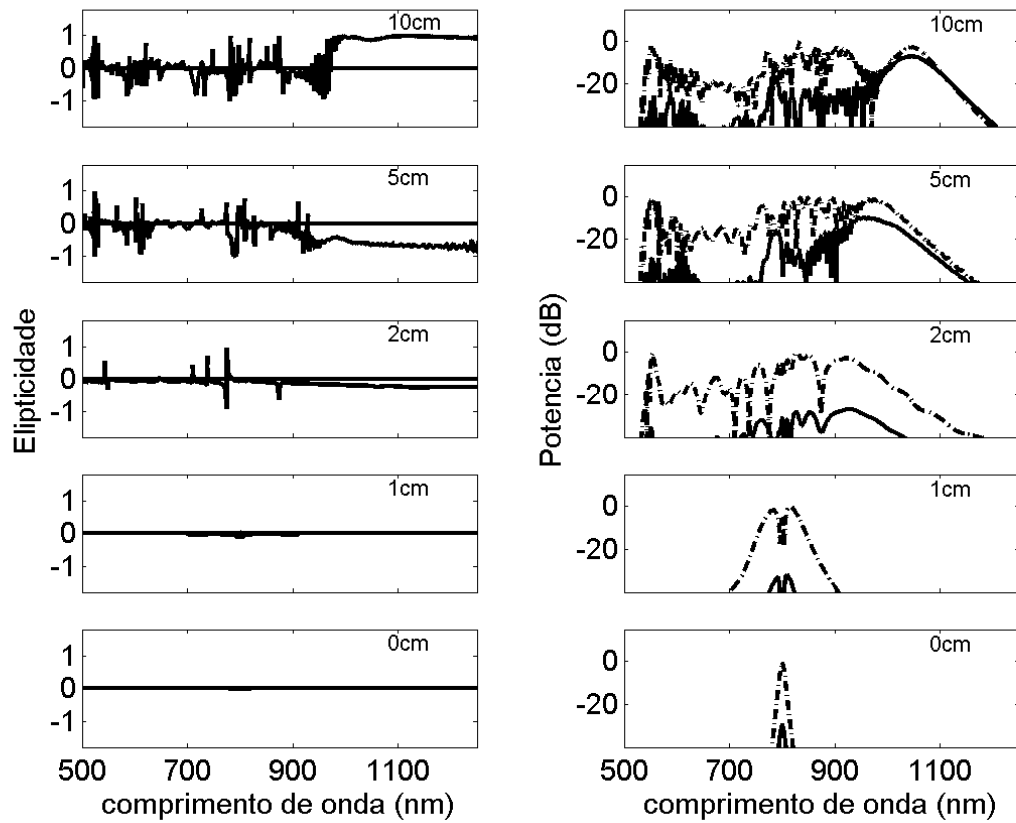 10cm
1
0
-1
5cm
1
0
-1
2cm
1
0
-1
1cm
1
0
-1
0cm
1
0
-1
500 700 900 1100
comprimento de onda (nm)
Elipticidade
10cm
0
-20
5cm
0
-20
2cm
0
-20
1cm
0
-20
0cm
0
-20
500 700 900 1100
comprimento de onda (nm)
Potencia (dB)